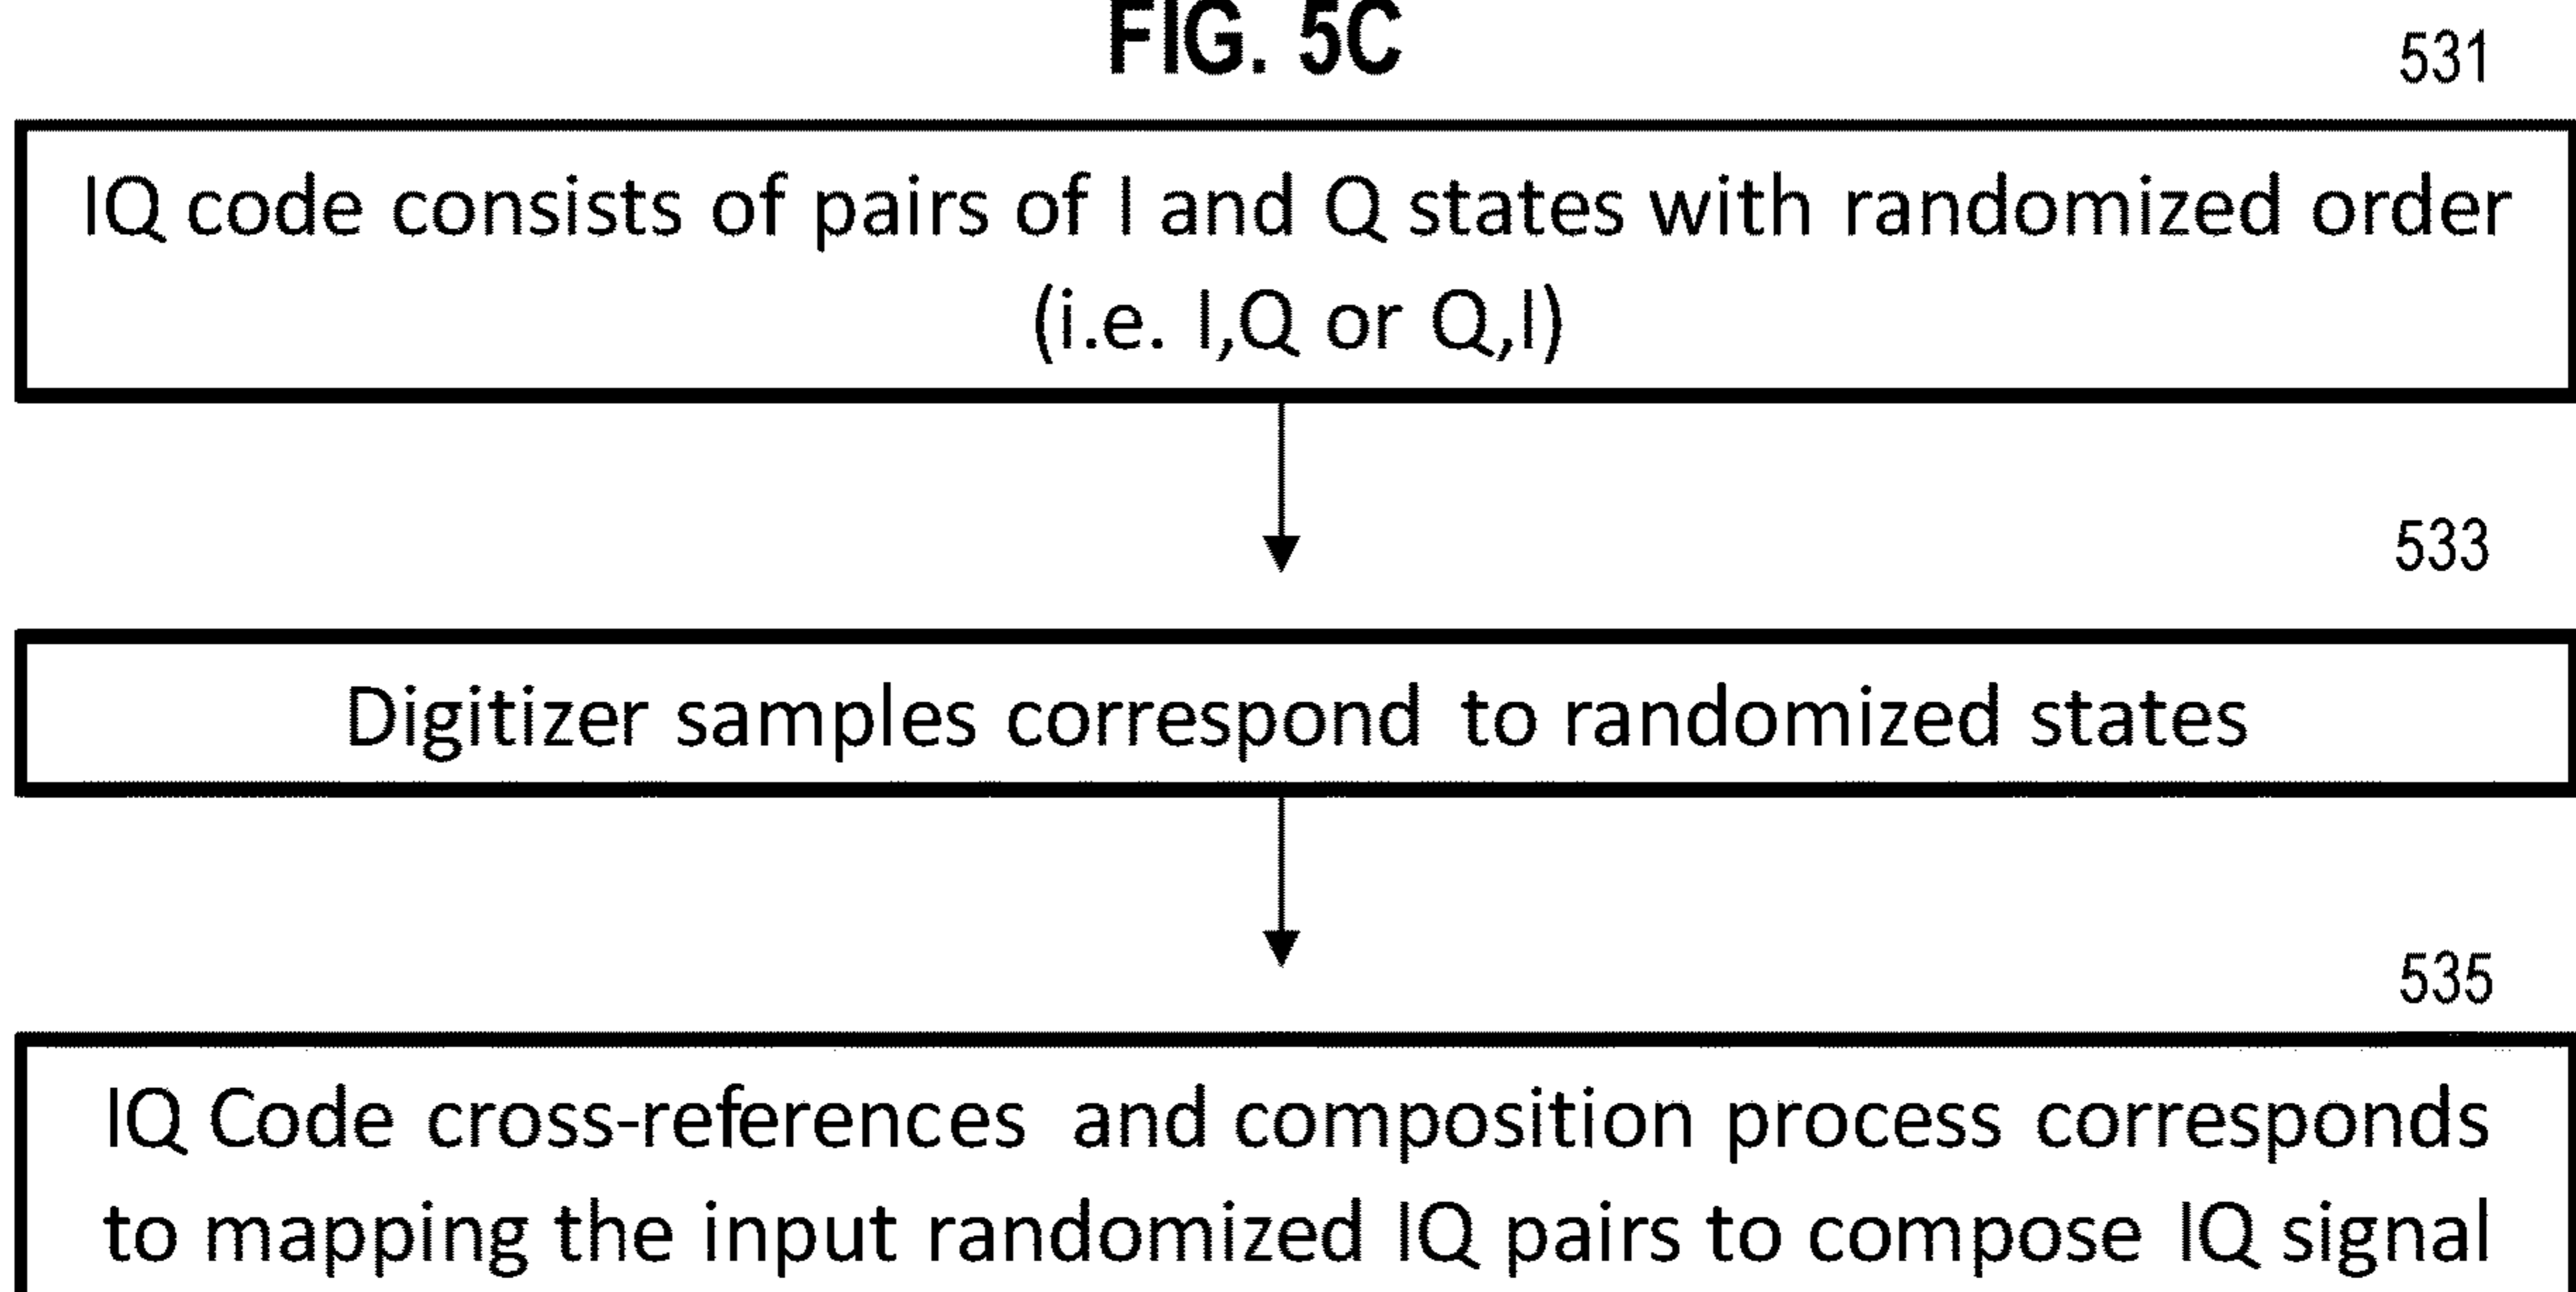 FIG. 5C
531
IQ code consists of pairs of I and Q states with randomized order
(i.e. I,Q or Q,I)
533
Digitizer samples correspond to randomized states
535
IQ Code cross-references and composition process corresponds
to mapping the input randomized IQ pairs to compose IQ signal